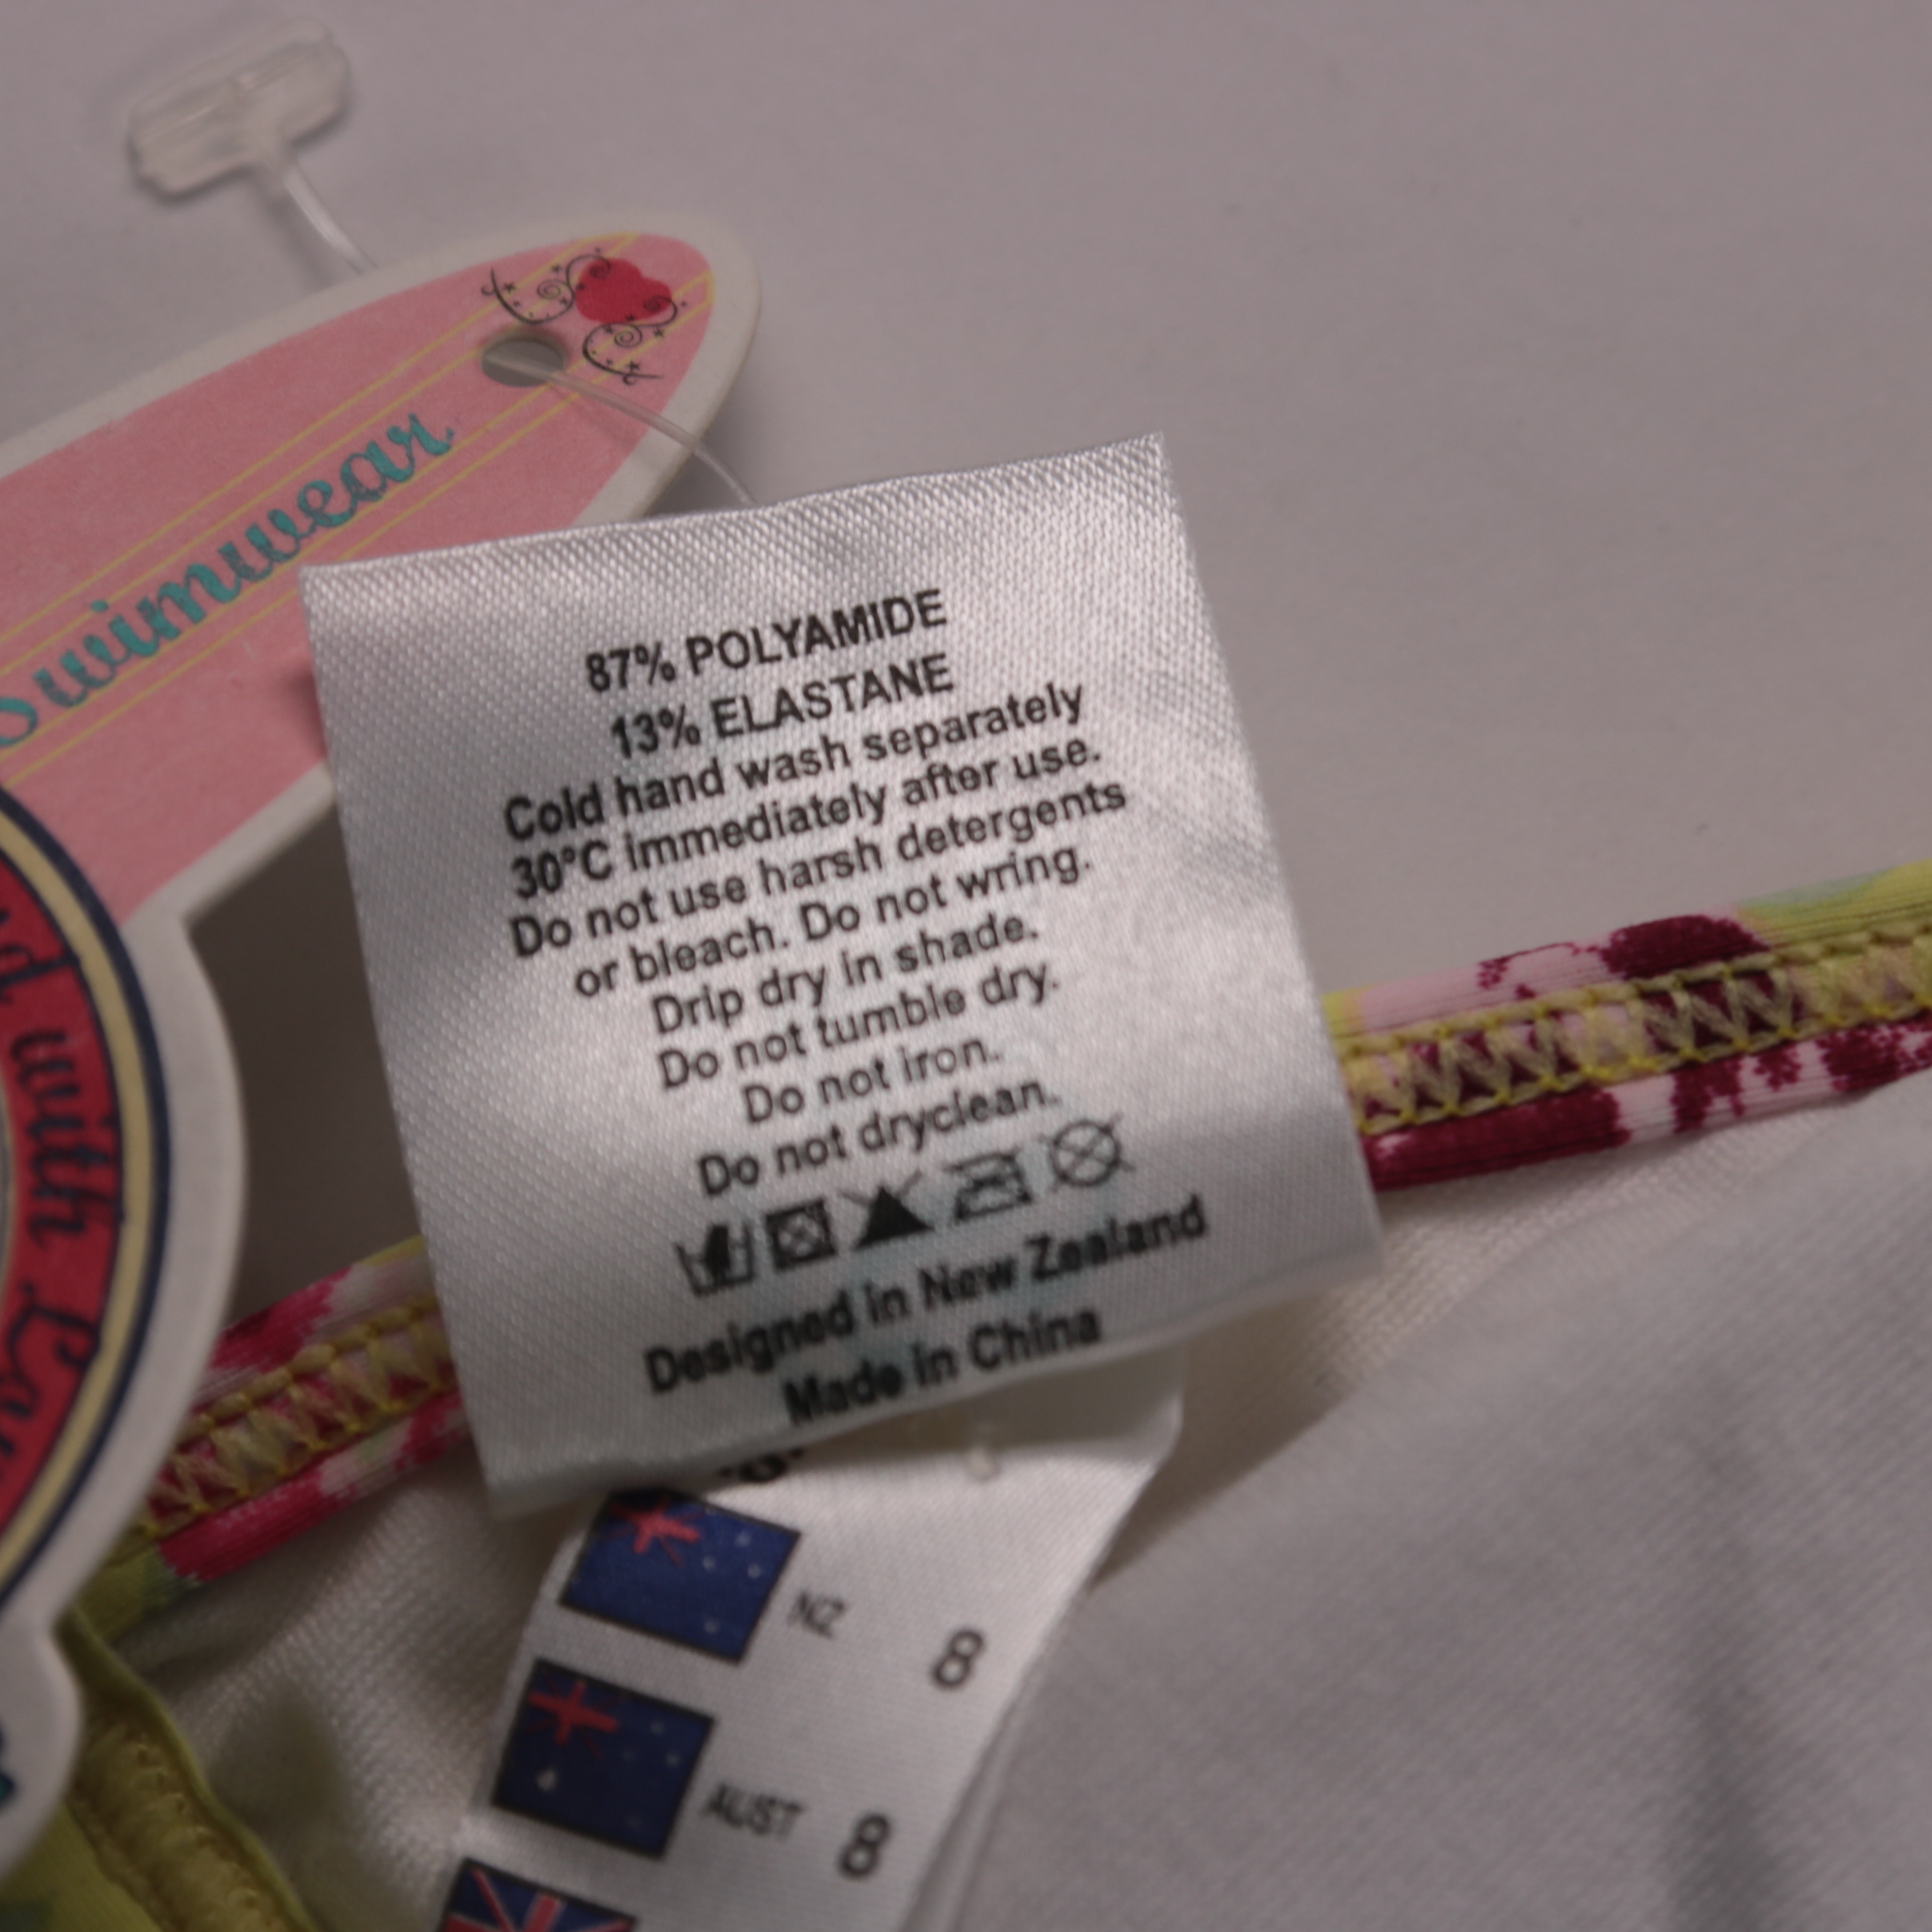 Swimwear
87% POLYAMIDE
13% ELASTANE
Cold hand wash separately
30°C immediately after use.
Do not use harsh detergents
or bleach. Do not wring.
Drip dry in shade.
Do not tumble dry.
Do not iron.
Do not dryclean.
Designed in New Zealand
Made in China
with
NZ 8
AUST 8